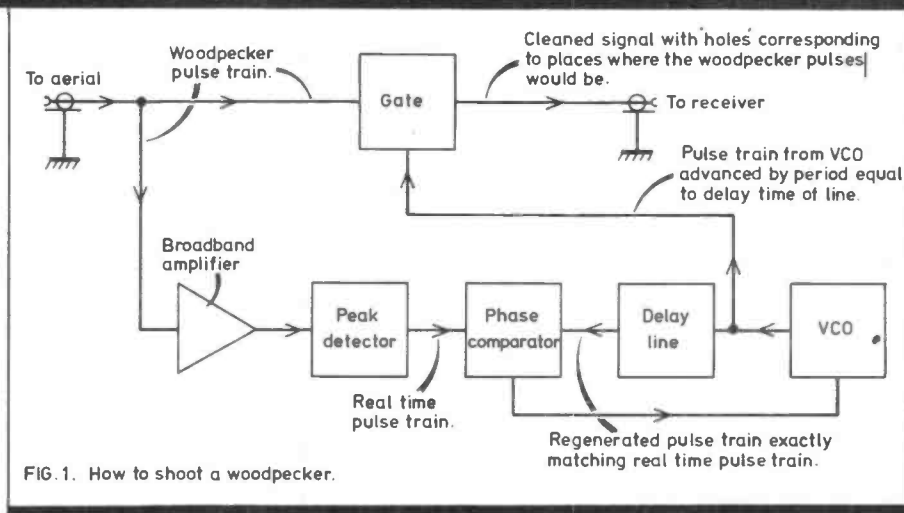 Woodpecker
pulse train.
Cleaned signal with 'holes' corresponding
to places where the woodpecker pulses
would be.
To aerial
Gate
To receiver
Pulse train from VCO
advanced by period equal
to delay time of line.
Broadband
amplifier
Peak
detector
Phase
comparator
Delay
line
VCO
Real time
pulse train.
Regenerated pulse train exactly
matching real time pulse train.
FIG. 1. How to shoot a woodpecker.